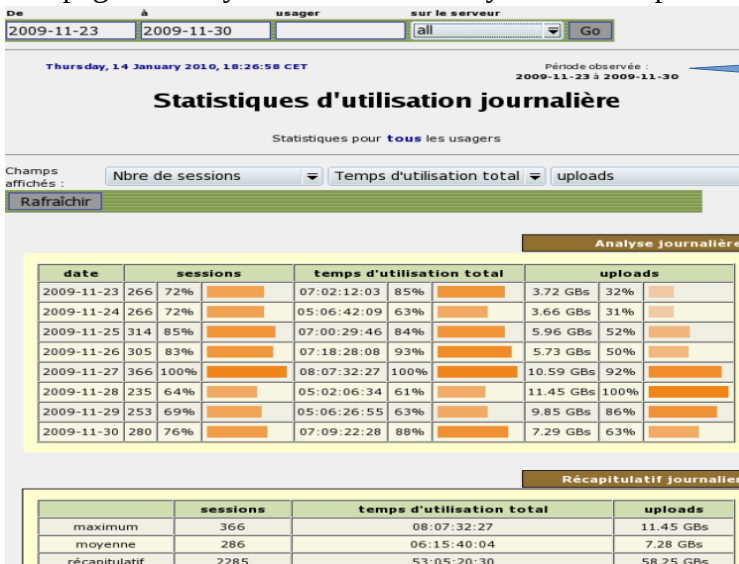 De à usager sur le serveur
2009-11-23 2009-11-30 all Go
Thursday, 14 January 2010, 18:26:58 CET
Période observée :
2009-11-23 à 2009-11-30
Statistiques d'utilisation journalière
Statistiques pour tous les usagers
Champs
affichés :
Nbre de sessions Temps d'utilisation total uploads
Rafraîchir
Analyse journalière
date sessions temps d'utilisation total uploads
2009-11-23 266 72% 07:02:12:03 85% 3.72 GBs 32%
2009-11-24 266 72% 05:06:42:09 63% 3.66 GBs 31%
2009-11-25 314 85% 07:00:29:46 84% 5.96 GBs 52%
2009-11-26 305 83% 07:18:28:08 93% 5.73 GBs 50%
2009-11-27 366 100% 08:07:32:27 100% 10.59 GBs 92%
2009-11-28 235 64% 05:02:06:34 61% 11.45 GBs 100%
2009-11-29 253 69% 05:06:26:55 63% 9.85 GBs 86%
2009-11-30 280 76% 07:09:22:28 88% 7.29 GBs 63%
Récapitulatif journalier
sessions temps d'utilisation total uploads
maximum 366 08:07:32:27 11.45 GBs
moyenne 286 06:15:40:04 7.28 GBs
récapitulatif 2285 53:05:20:30 58.25 GBs